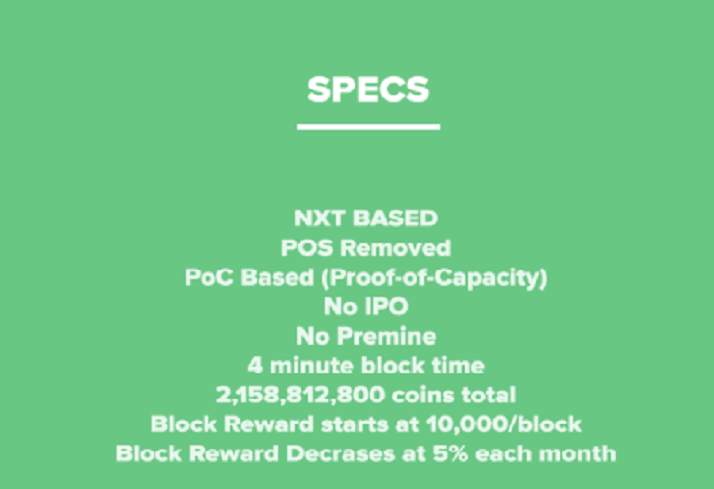 SPECS
NXT BASED
POS Removed
PoC Based (Proof-of-Capacity)
No IPO
No Premine
4 minute block time
2,158,812,800 coins total
Block Reward starts at 10,000/block
Block Reward Decrases at 5% each month